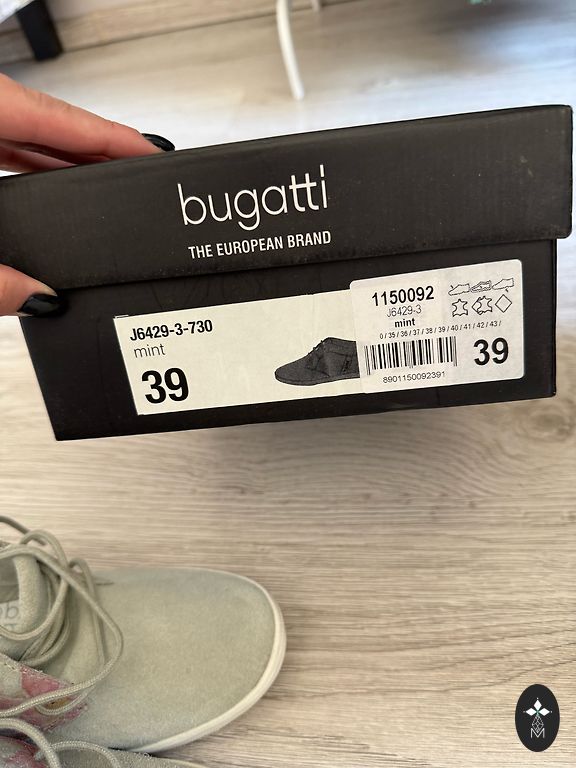 bugatti
THE EUROPEAN BRAND
J6429-3-730
mint
39
1150092
J6429-3
mint
0 / 35 / 36 / 37 / 38 / 39 / 40 / 41 / 42 / 43 /
39
8901150092391